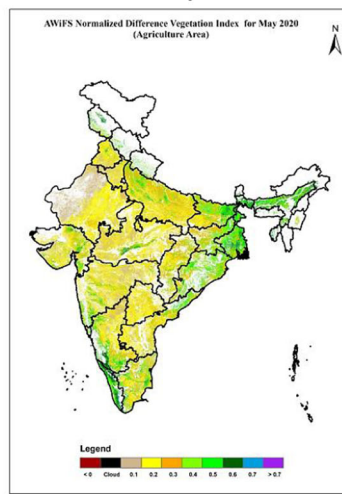 AWiFS Normalized Difference Vegetation Index for May 2020
(Agriculture Area)
N
Legend
< 0 Cloud 0.1 0.2 0.3 0.4 0.5 0.6 0.7 > 0.7